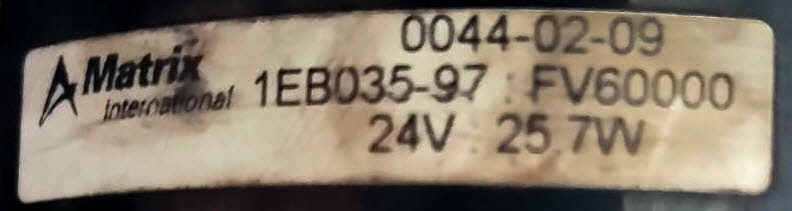 0044-02-09
Matrix
International
1EB035-97 : FV60000
24V : 25.7W